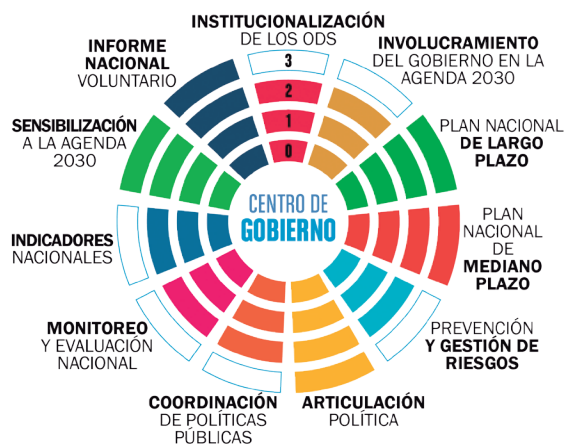 INSTITUCIONALIZACIÓN
DE LOS ODS
3
2
1
0
INVOLUCRAMIENTO
DEL GOBIERNO EN LA
AGENDA 2030
PLAN NACIONAL
DE LARGO
PLAZO
PLAN
NACIONAL
DE
MEDIANO
PLAZO
PREVENCIÓN
Y GESTIÓN DE
RIESGOS
ARTICULACIÓN
POLÍTICA
COORDINACIÓN
DE POLÍTICAS
PÚBLICAS
MONITOREO
Y EVALUACIÓN
NACIONAL
INDICADORES
NACIONALES
SENSIBILIZACIÓN
A LA AGENDA
2030
INFORME
NACIONAL
VOLUNTARIO
CENTRO DE
GOBIERNO